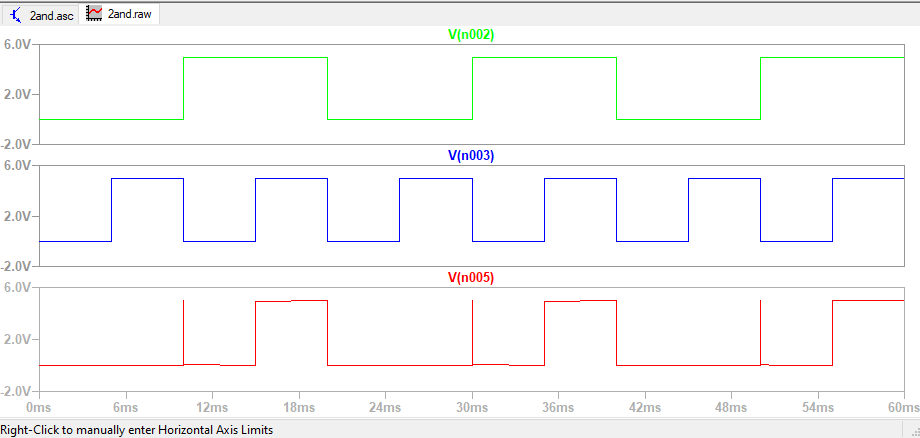 2and.asc 2and.raw
V(n002)
6.0V
2.0V
-2.0V
V(n003)
6.0V
2.0V
-2.0V
V(n005)
6.0V
2.0V
-2.0V
0ms 6ms 12ms 18ms 24ms 30ms 36ms 42ms 48ms 54ms 60ms
Right-Click to manually enter Horizontal Axis Limits